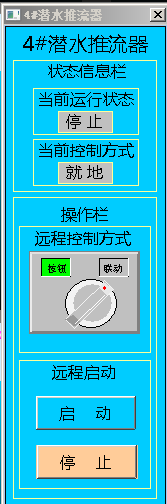 4#潜水推流器
4#潜水推流器
状态信息栏
当前运行状态
停止
当前控制方式
就地
操作栏
远程控制方式
按钮 联动
远程启动
启 动
停 止